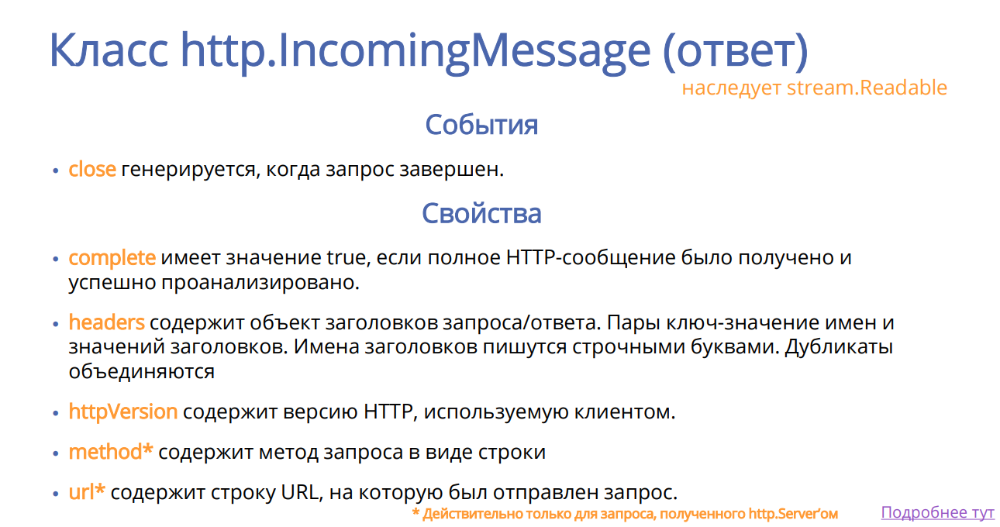 Класс http.IncomingMessage (ответ)
наследует stream.Readable
События
• close генерируется, когда запрос завершен.
Свойства
• complete имеет значение true, если полное HTTP-сообщение было получено и
успешно проанализировано.
• headers содержит объект заголовков запроса/ответа. Пары ключ-значение имен и
значений заголовков. Имена заголовков пишутся строчными буквами. Дубликаты
объединяются
• httpVersion содержит версию HTTP, используемую клиентом.
• method* содержит метод запроса в виде строки
• url* содержит строку URL, на которую был отправлен запрос.
* Действительно только для запроса, полученного http.Server’ом
Подробнее тут